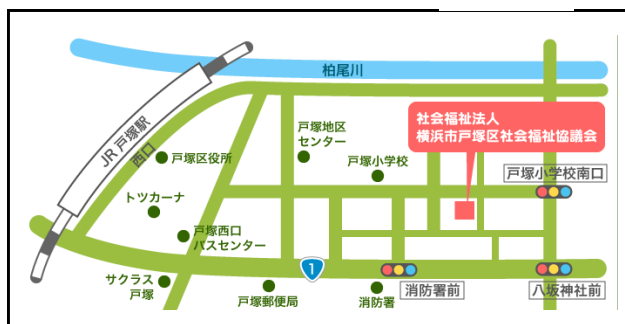 柏尾川
社会福祉法人
横浜市戸塚区社会福祉協議会
JR 戸塚駅
西口
戸塚区役所
戸塚地区
センター
戸塚小学校
戸塚小学校南口
トツカーナ
戸塚西口
バスセンター
サクラス
戸塚
戸塚郵便局
1
消防署
消防署前
八坂神社前